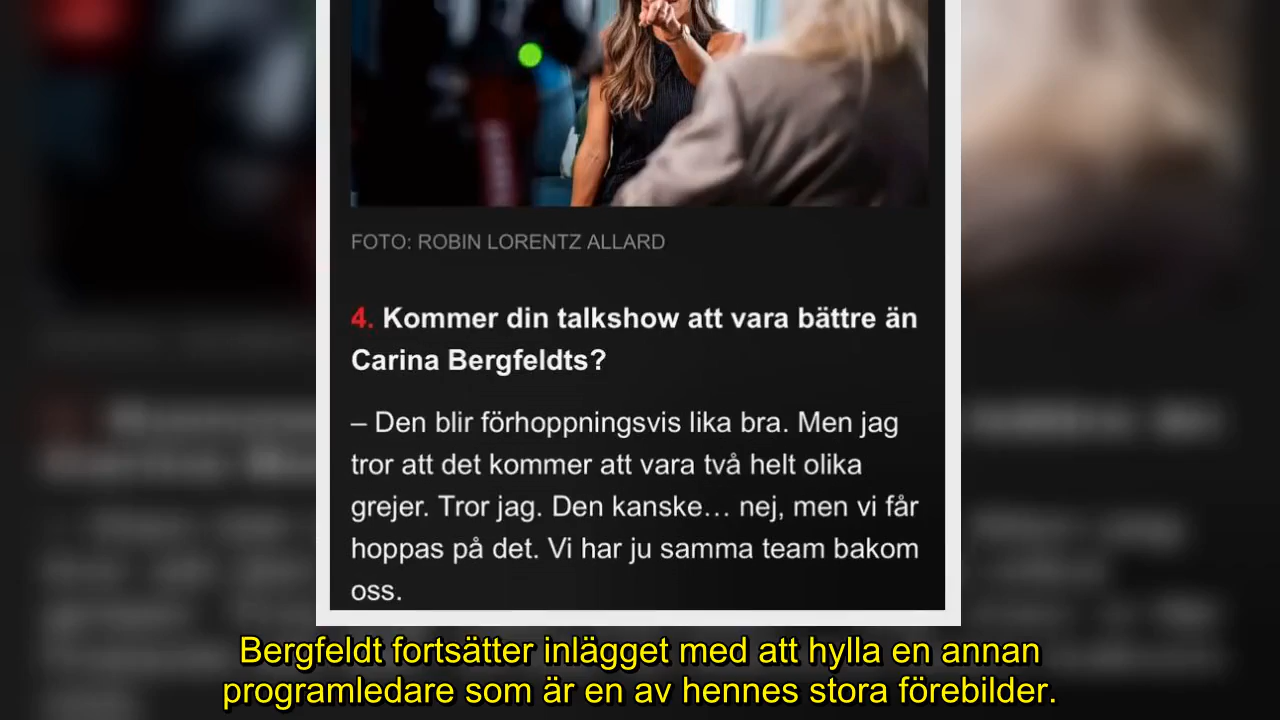 FOTO: ROBIN LORENTZ ALLARD
4. Kommer din talkshow att vara bättre än
Carina Bergfeldts?
– Den blir förhoppningsvis lika bra. Men jag
tror att det kommer att vara två helt olika
grejer. Tror jag. Den kanske… nej, men vi får
hoppas på det. Vi har ju samma team bakom
oss.
Bergfeldt fortsätter inlägget med att hylla en annan
programledare som är en av hennes stora förebilder.